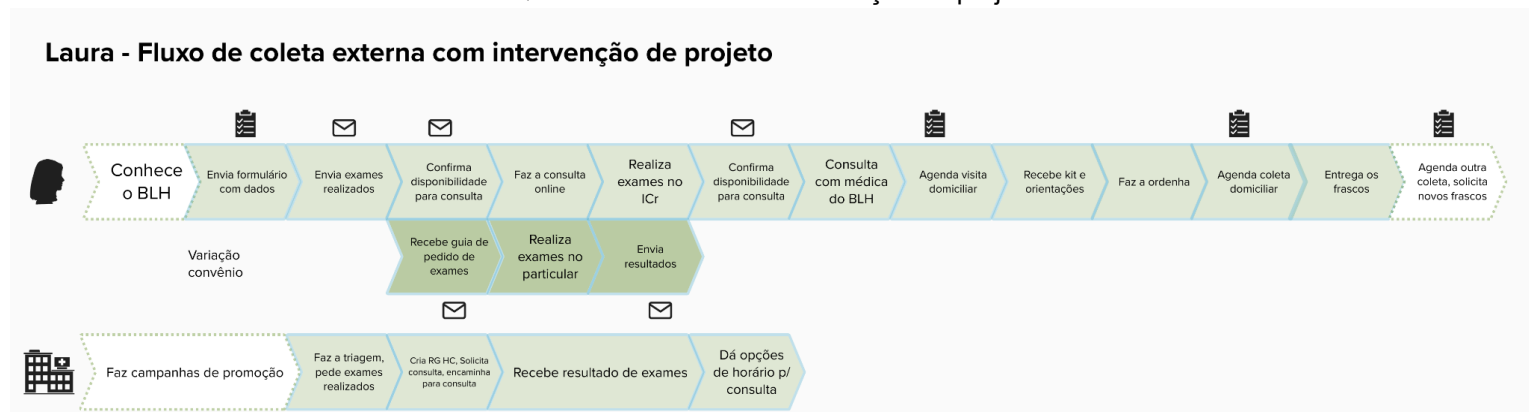 Laura - Fluxo de coleta externa com intervenção de projeto
Conhece
o BLH
Envia formulário
com dados
Envia exames
realizados
Confirma
disponibilidade
para consulta
Faz a consulta
online
Realiza
exames no
ICr
Confirma
disponibilidade
para consulta
Consulta
com médica
do BLH
Agenda visita
domiciliar
Recebe kit e
orientações
Faz a ordenha
Agenda coleta
domiciliar
Entrega os
frascos
Agenda outra
coleta, solicita
novos frascos
Variação
convênio
Recebe guia de
pedido de
exames
Realiza
exames no
particular
Envia
resultados
Faz campanhas de promoção
Faz a triagem,
pede exames
realizados
Cria RG HC, Solicita
consulta, encaminha
para consulta
Recebe resultado de exames
Dá opções
de horário p/
consulta